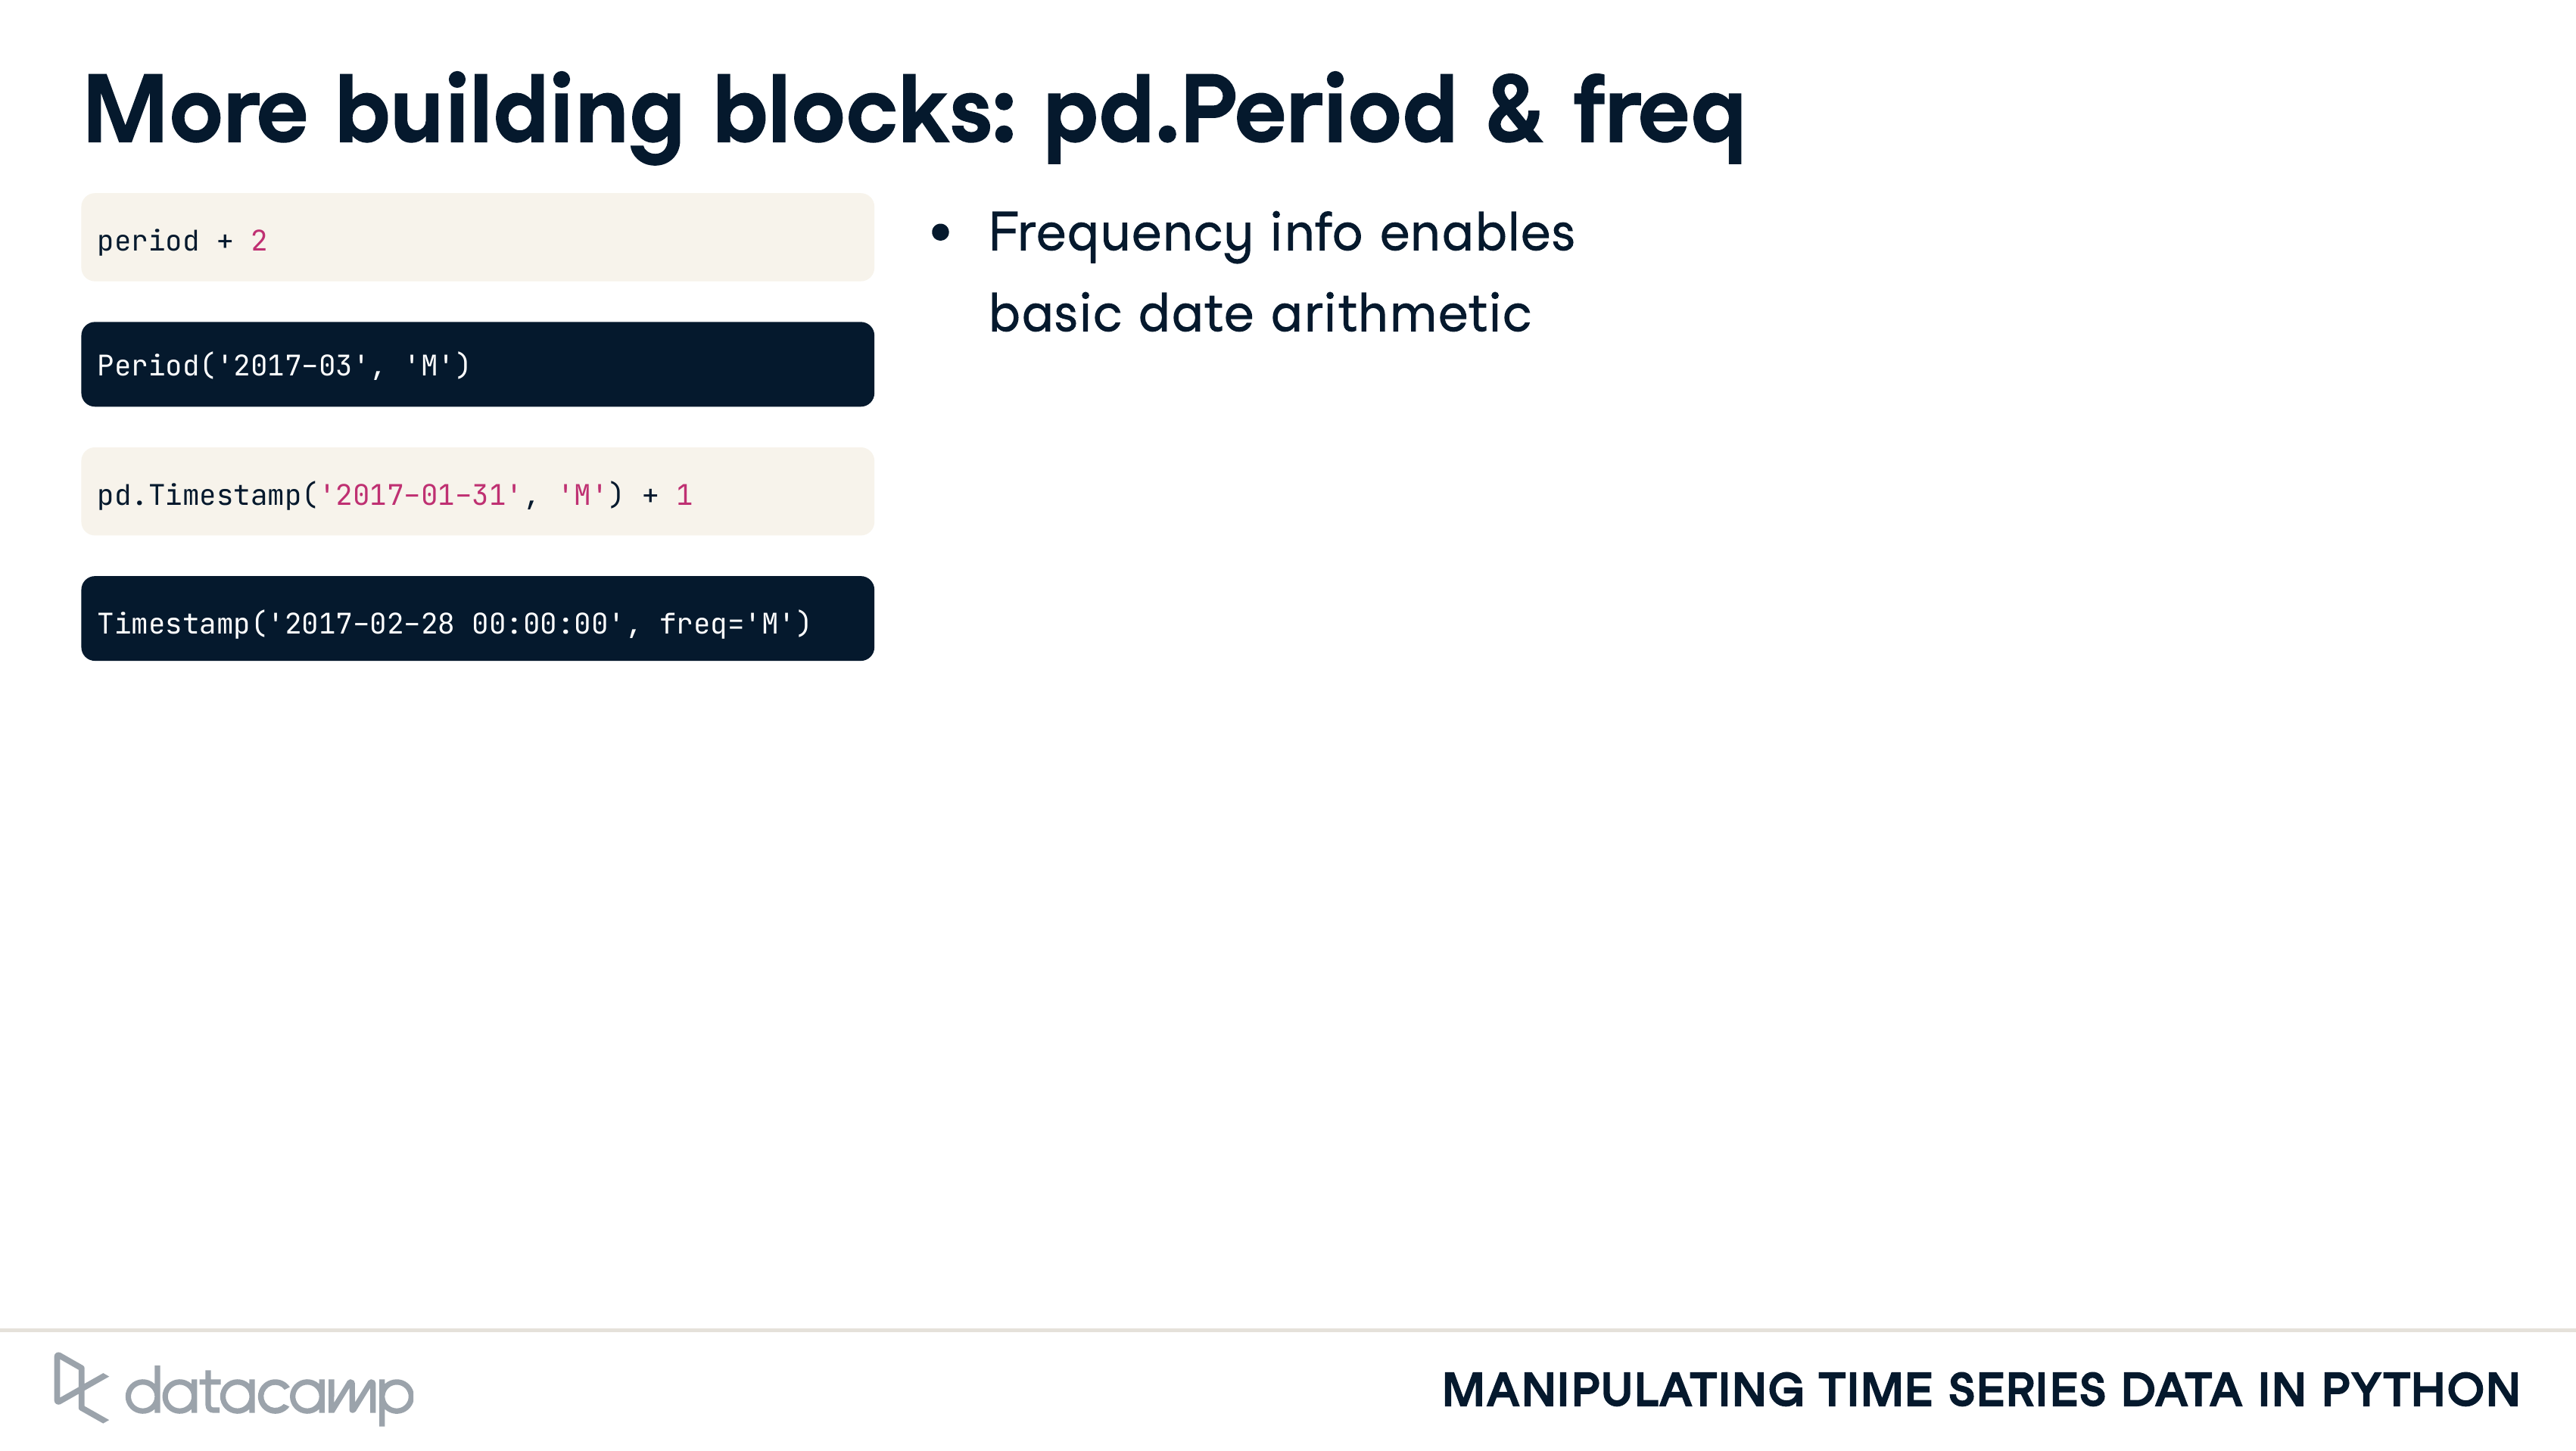 More building blocks: pd.Period & freq
period + 2
Period('2017-03', 'M')
pd.Timestamp('2017-01-31', 'M') + 1
Timestamp('2017-02-28 00:00:00', freq='M')
• Frequency info enables
basic date arithmetic
datacamp
MANIPULATING TIME SERIES DATA IN PYTHON